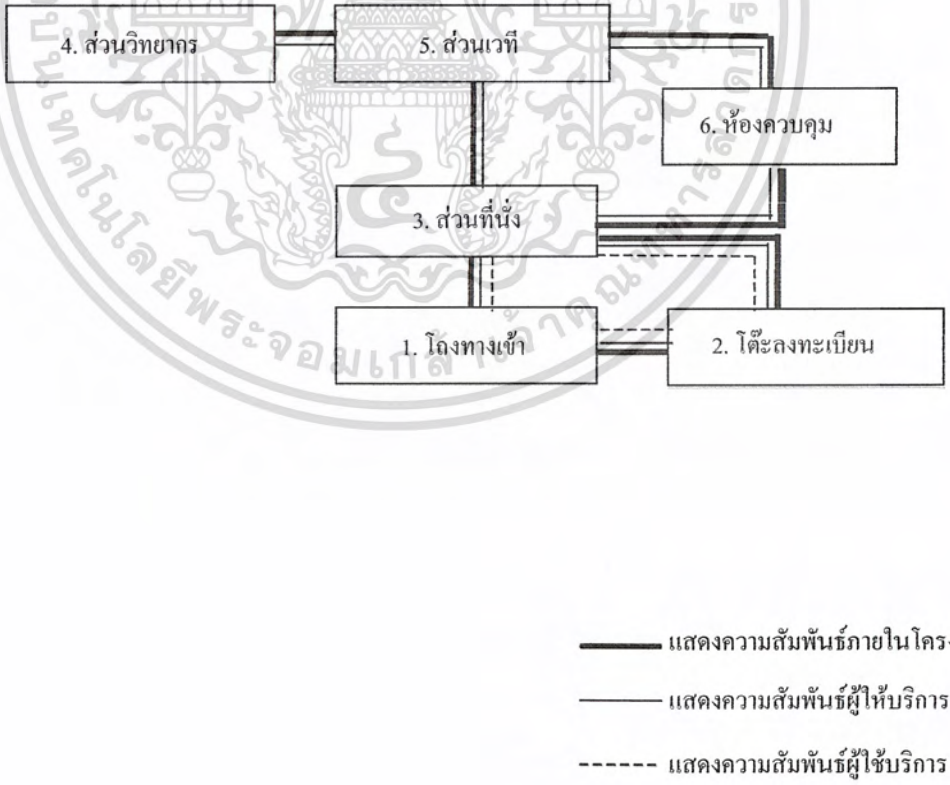 4. ส่วนวิทยากร
5. ส่วนเวที
6. ห้องควบคุม
3. ส่วนที่นั่ง
1. โถงทางเข้า
2. โต๊ะลงทะเบียน
แสดงความสัมพันธ์ภายในโครง
แสดงความสัมพันธ์ผู้ให้บริการ
แสดงความสัมพันธ์ผู้ใช้บริการ